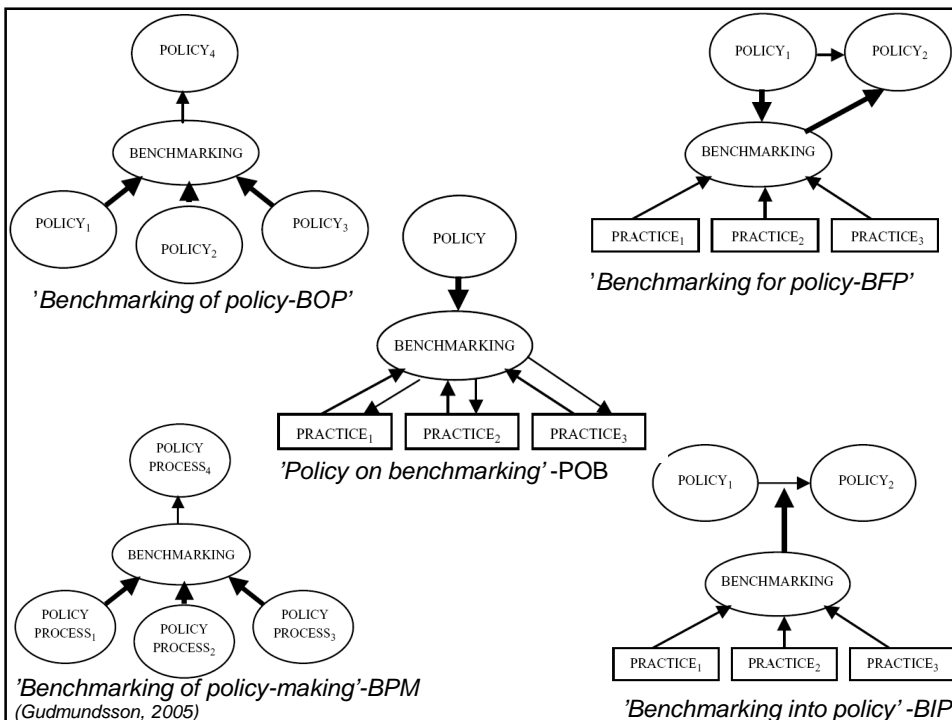 POLICY₄
BENCHMARKING
POLICY₁
POLICY₂
POLICY₃
'Benchmarking of policy-BOP'
POLICY₁
POLICY₂
BENCHMARKING
PRACTICE₁
PRACTICE₂
PRACTICE₃
'Benchmarking for policy-BFP'
POLICY
BENCHMARKING
PRACTICE₁
PRACTICE₂
PRACTICE₃
'Policy on benchmarking' -POB
POLICY
PROCESS₄
BENCHMARKING
POLICY
PROCESS₁
POLICY
PROCESS₂
POLICY
PROCESS₃
'Benchmarking of policy-making'-BPM
(Gudmundsson, 2005)
POLICY₁
POLICY₂
BENCHMARKING
PRACTICE₁
PRACTICE₂
PRACTICE₃
'Benchmarking into policy' -BIP